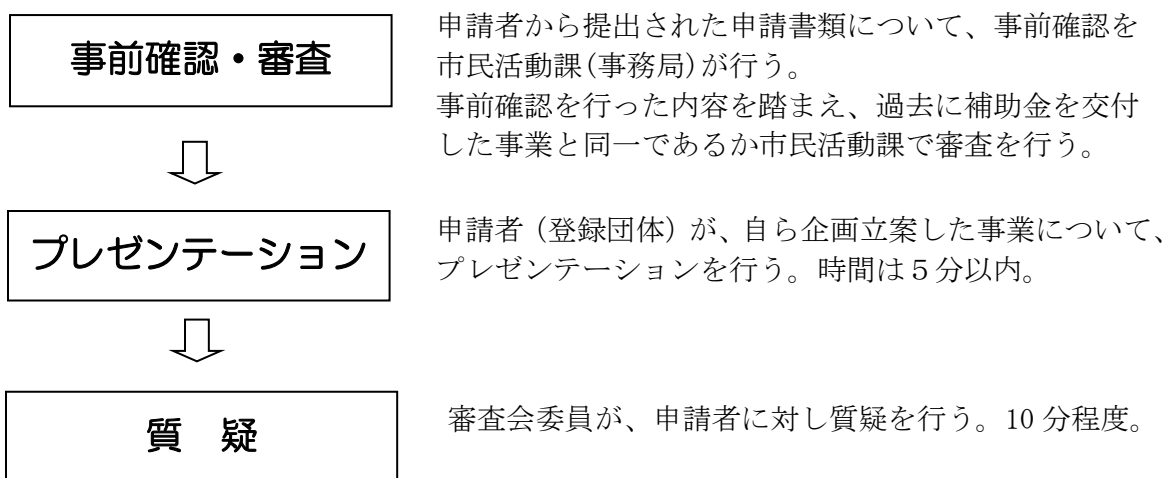 事前確認・審査
申請者から提出された申請書類について、事前確認を
市民活動課(事務局)が行う。
事前確認を行った内容を踏まえ、過去に補助金を交付
した事業と同一であるか市民活動課で審査を行う。
プレゼンテーション
申請者（登録団体）が、自ら企画立案した事業について、
プレゼンテーションを行う。時間は５分以内。
質　疑
審査会委員が、申請者に対し質疑を行う。10 分程度。